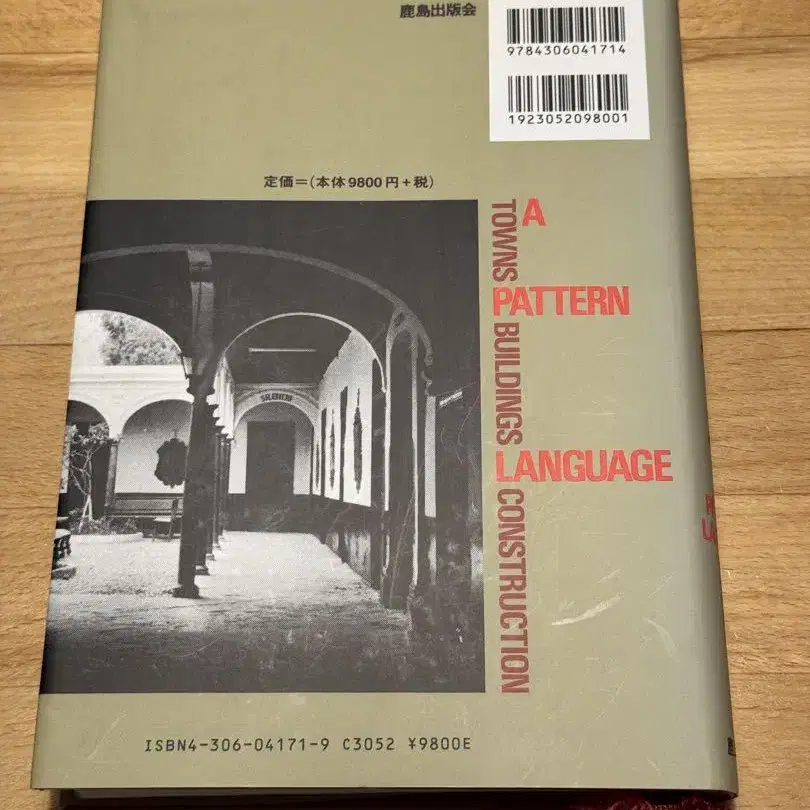 鹿島出版会
9784306041714
1923052098001
定価＝(本体9800円+税)
A
PATTERN
LANGUAGE
TOWNS BUILDINGS CONSTRUCTION
SILENCIO
ISBN4-306-04171-9 C3052 ¥9800E